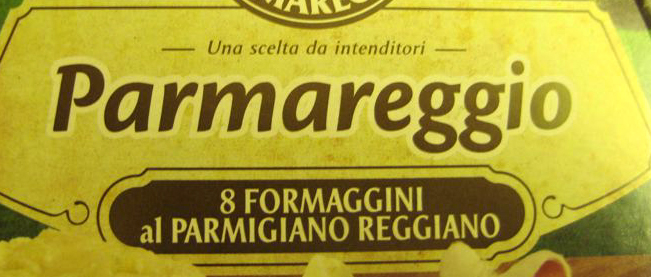 Una scelta da intenditori
Parmareggio
8 FORMAGGINI
al PARMIGIANO REGGIANO